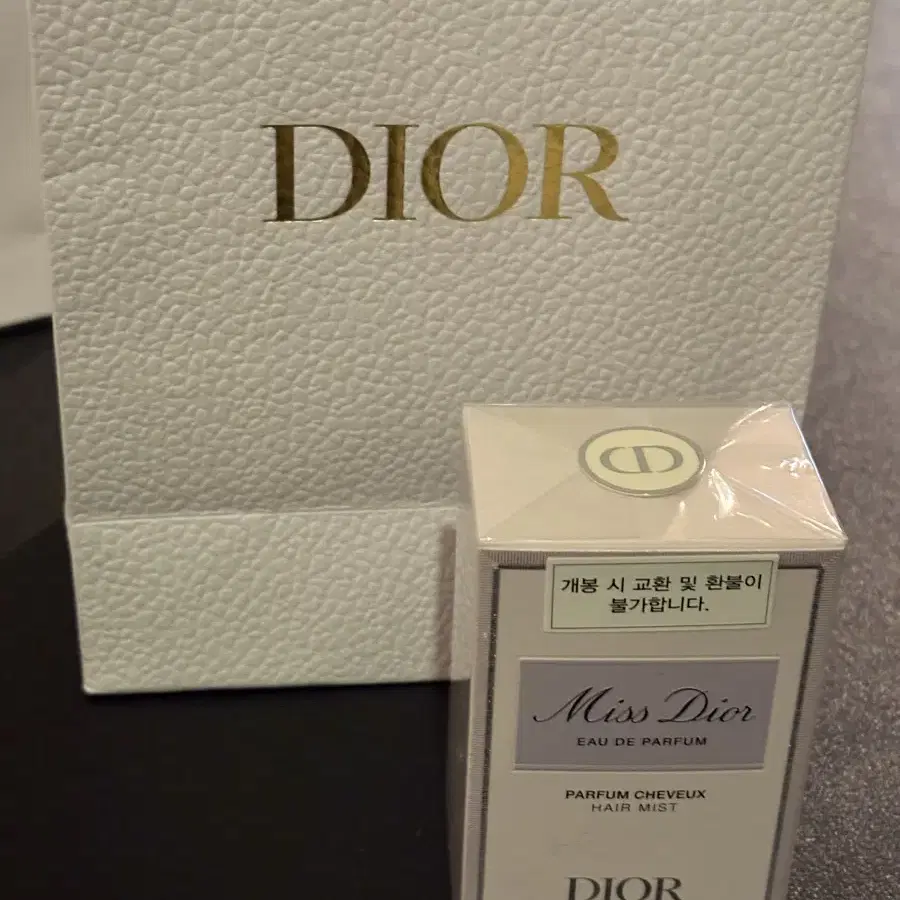 DIOR
CD
개봉 시 교환 및 환불이
불가합니다.
Miss Dior
EAU DE PARFUM
PARFUM CHEVEUX
HAIR MIST
DIOR